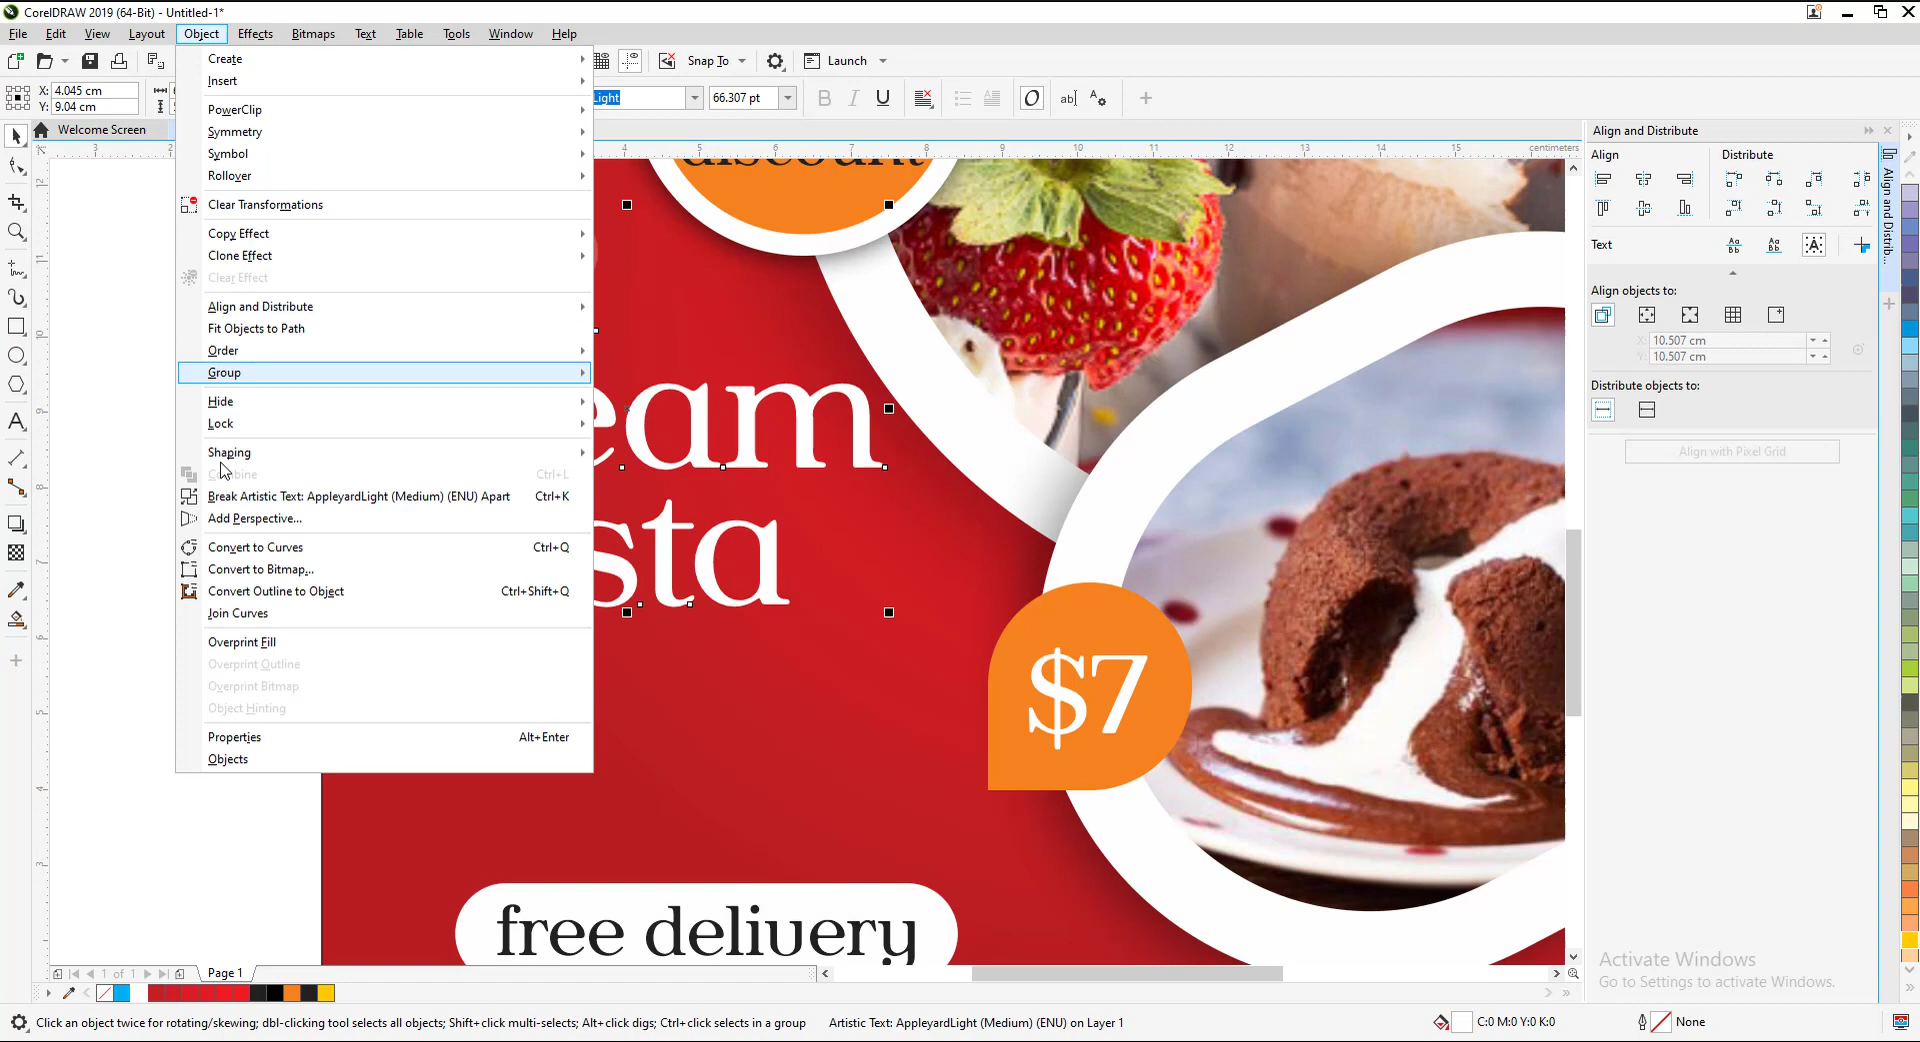 CorelDRAW 2019 (64-Bit) - Untitled-1*
File Edit View Layout Object Effects Bitmaps Text Table Tools Window Help
Snap To Launch
X: 4.045 cm
Y: 9.04 cm
Light 66.307 pt
Welcome Screen
centimeters
Create
Insert
PowerClip
Symmetry
Symbol
Rollover
Clear Transformations
Copy Effect
Clone Effect
Clear Effect
Align and Distribute
Fit Objects to Path
Order
Group
Hide
Lock
Shaping
Combine Ctrl+L
Break Artistic Text: AppleyardLight (Medium) (ENU) Apart Ctrl+K
Add Perspective...
Convert to Curves Ctrl+Q
Convert to Bitmap...
Convert Outline to Object Ctrl+Shift+Q
Join Curves
Overprint Fill
Overprint Outline
Overprint Bitmap
Object Hinting
Properties Alt+Enter
Objects
discount
eam
sta
$7
free delivery
Align and Distribute
Align Distribute
Text
Align objects to:
X: 10.507 cm
Y: 10.507 cm
Distribute objects to:
Align with Pixel Grid
Align and Distrib...
Activate Windows
Go to Settings to activate Windows.
1 of 1 Page 1
Click an object twice for rotating/skewing; dbl-clicking tool selects all objects; Shift+click multi-selects; Alt+click digs; Ctrl+click selects in a group Artistic Text: AppleyardLight (Medium) (ENU) on Layer 1 C:0 M:0 Y:0 K:0 None